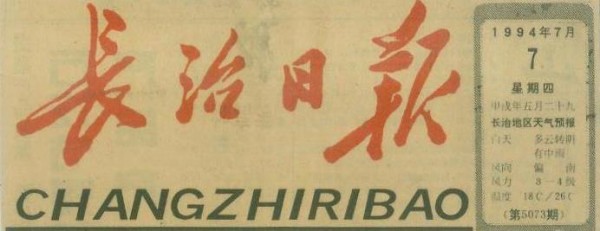 长治日报
CHANGZHIRIBAO
1994年7月
7
星期四
甲戌年五月二十九
长治地区天气预报
白天 多云转阴
有中雨
风向 偏南
风力 3—4级
温度 18C／26C
(第5073期)